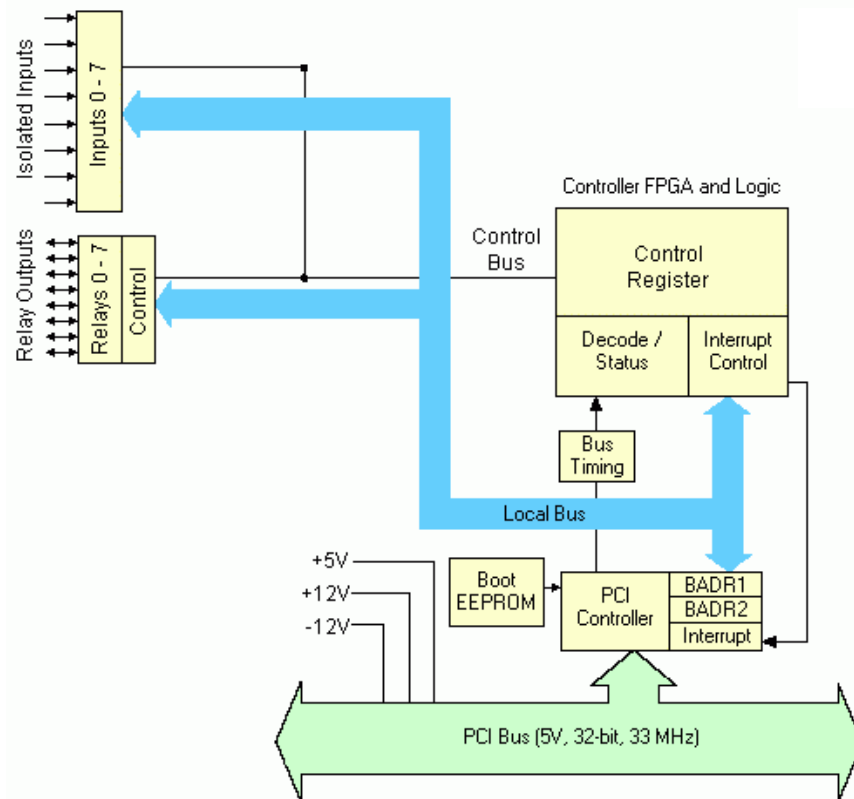 Isolated Inputs
Inputs 0 - 7
Relay Outputs
Relays 0 - 7
Control
Control
Bus
Controller FPGA and Logic
Control
Register
Decode /
Status
Interrupt
Control
Bus
Timing
Local Bus
+5V
+12V
-12V
Boot
EEPROM
PCI
Controller
BADR1
BADR2
Interrupt
PCI Bus (5V, 32-bit, 33 MHz)